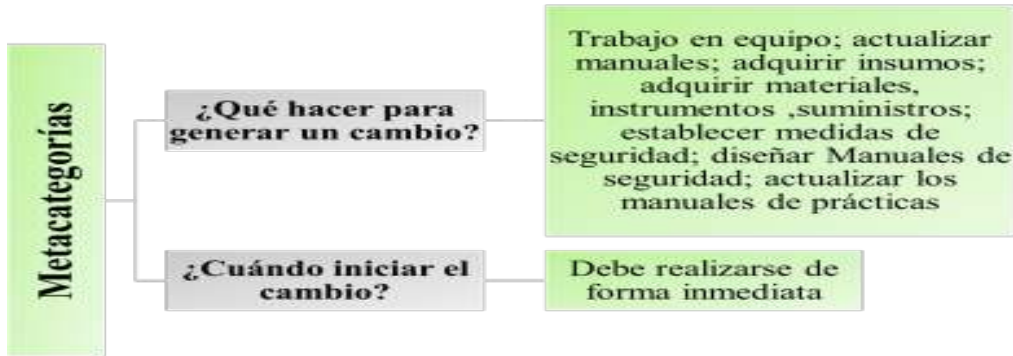 Metacategorías
¿Qué hacer para
generar un cambio?
Trabajo en equipo; actualizar
manuales; adquirir insumos;
adquirir materiales,
instrumentos ,suministros;
establecer medidas de
seguridad; diseñar Manuales de
seguridad; actualizar los
manuales de prácticas
¿Cuándo iniciar el
cambio?
Debe realizarse de
forma inmediata